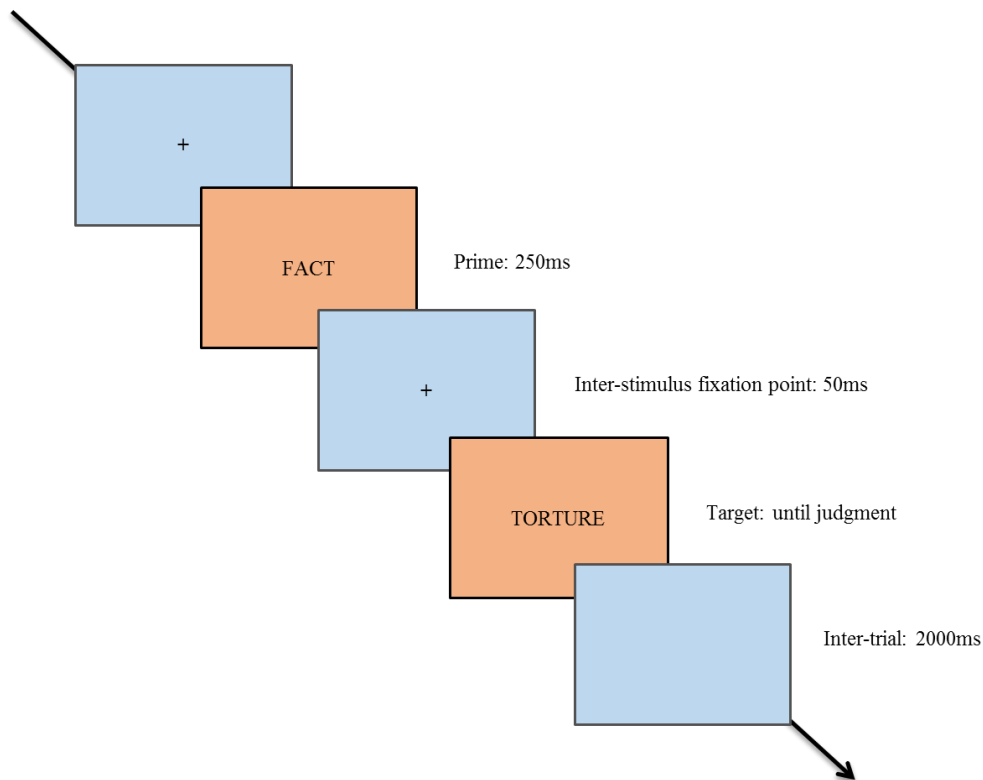 +
FACT
Prime: 250ms
+
Inter-stimulus fixation point: 50ms
TORTURE
Target: until judgment
Inter-trial: 2000ms